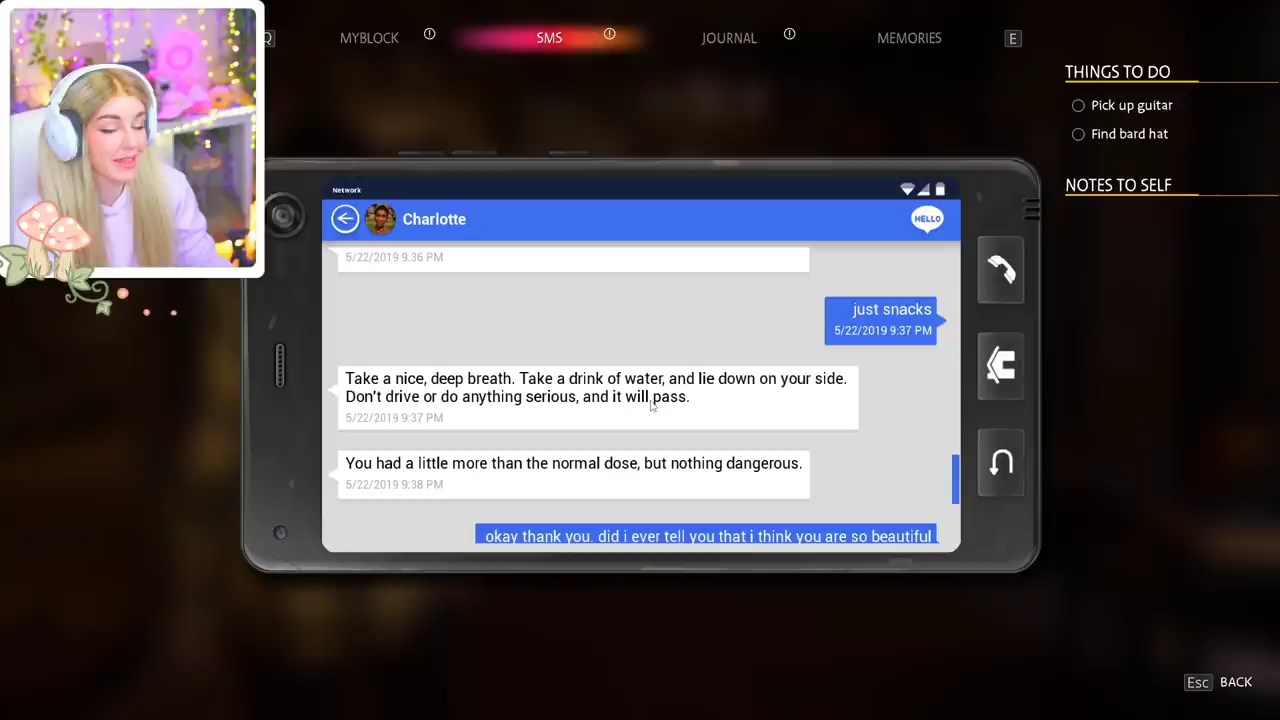 Q
MYBLOCK
SMS
JOURNAL
MEMORIES
E
THINGS TO DO
Pick up guitar
Find bard hat
NOTES TO SELF
Network
Charlotte
HELLO
5/22/2019 9:36 PM
just snacks
5/22/2019 9:37 PM
Take a nice, deep breath. Take a drink of water, and lie down on your side.
Don't drive or do anything serious, and it will pass.
5/22/2019 9:37 PM
You had a little more than the normal dose, but nothing dangerous.
5/22/2019 9:38 PM
okay thank you. did i ever tell you that i think you are so beautiful
Esc BACK